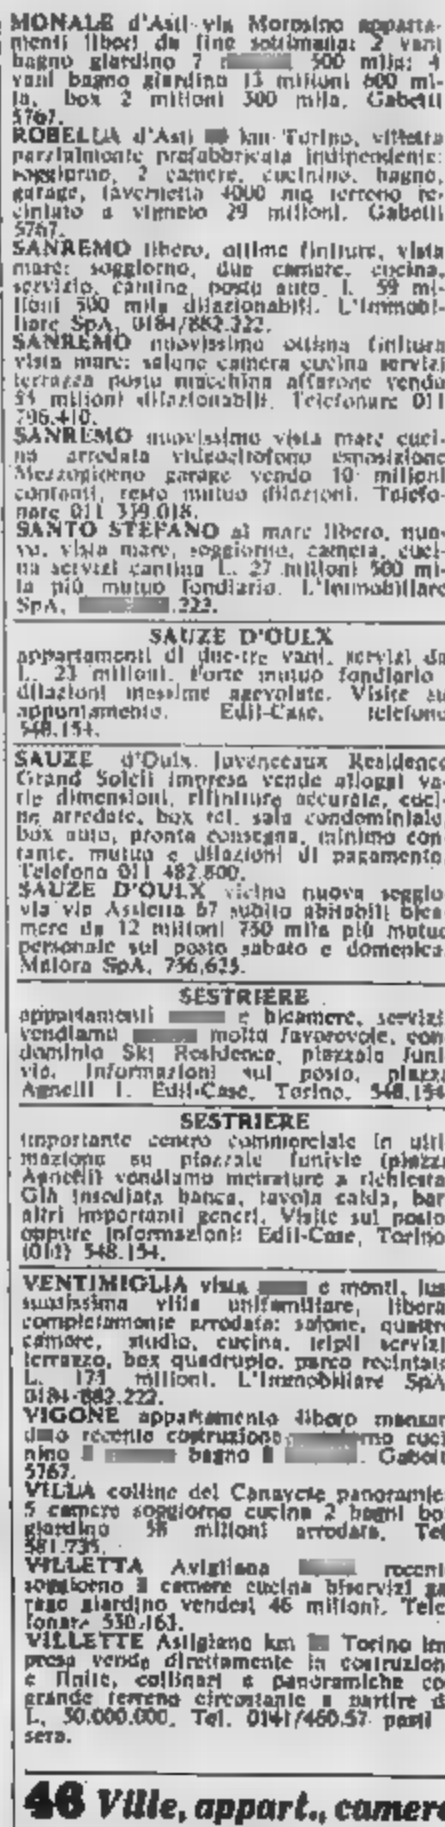 MONALE d'Asti via Morosino apparta-
menti liberi da fine settimana: 2 vani
bagno giardino 7 500 mila; 4
vani bagno giardino 13 milioni 600 mi-
la, box 2 milioni 300 mila. Gabetti
5767.
ROBELLA d'Asti km Torino, villetta
parzialmente prefabbricata indipendente:
soggiorno, 2 camere, cucinino, bagno,
garage, tavernetta 4000 mq terreno re-
cintato a vigneto 29 milioni. Gabetti
5767.
SANREMO libero, ottime finiture, vista
mare: soggiorno, due camere, cucina,
servizio, cantina, posto auto L. 59 mi-
lioni 500 mila dilazionabili. L'Immobi-
liare SpA, 0184/882.222.
SANREMO nuovissimo ottima finitura
vista mare: salone camera cucina servizi
terrazza posto macchina affarone vendo
55 milioni dilazionabili. Telefonare 011
796.410.
SANREMO nuovissimo vista mare cuci-
na arredata videocitofono esposizione
Mezzogiorno garage vendo 10 milioni
contanti, resto mutuo dilazioni. Telefo-
nare 011 339.018.
SANTO STEFANO al mare libero, nuo-
vo, vista mare, soggiorno, camera, cuci-
na servizi cantina L. 27 milioni 500 mi-
la più mutuo fondiario. L'Immobiliare
SpA, .222.
SAUZE D'OULX
appartamenti di due-tre vani, servizi da
L. 23 milioni. Forte mutuo fondiario
dilazioni massime agevolate. Visite su
appuntamento. Edil-Case, telefono
548.154.
SAUZE d'Oulx Jovenceaux Residence
Grand Soleil impresa vende alloggi va-
rie dimensioni, rifiniture accurate, cuci-
ne arredate, box tel. sala condominiale,
box auto, pronta consegna, minimo con-
tante, mutuo e dilazioni di pagamento.
Telefono 011 482.800.
SAUZE D'OULX vicino nuova seggio-
via via Assietta 67 subito abitabili bica-
mere da 12 milioni 750 mila più mutuo
personale sul posto sabato e domenica.
Malora SpA, 756.625.
SESTRIERE
appartamenti e bicamere, servizi
vendiamo molto favorevole, con-
dominio Ski Residence, piazzale funi-
vie. Informazioni sul posto, piazza
Agnelli 1. Edil-Case, Torino, 548.154
SESTRIERE
importante centro commerciale in ulti-
mazione su piazzale funivie (piazza
Agnelli) vendiamo metrature a richiesta
Già insediata banca, tavola calda, bar
altri importanti generi. Visite sul posto
oppure informazioni: Edil-Case, Torino
(011) 548.154.
VENTIMIGLIA vista e monti, lus-
suosissima villa unifamiliare, libera
completamente arredata: salone, quattro
camere, studio, cucina, tripli servizi
terrazzo, box quadruplo, parco recintato
L. 175 milioni. L'Immobiliare SpA
0184-882.222.
VIGONE appartamento libero mansar-
dato recente costruzione, cuci-
nino bagno Gabetti
5767.
VILLA colline del Canavese panoramic
5 camere soggiorno cucina 2 bagni box
giardino 58 milioni arredata. Tel
581.735.
VILLETTA Avigliana recente
soggiorno 3 camere cucina biservizi ga-
rage giardino vendesi 46 milioni. Tele-
fonare 530.163.
VILLETTE Astigiano km Torino im-
presa vende direttamente in costruzion
e finite, collinari e panoramiche co
grande terreno circostante a partire d
L. 30.000.000. Tel. 0141/460.57 pasti
sera.
46 Ville, appart., camere